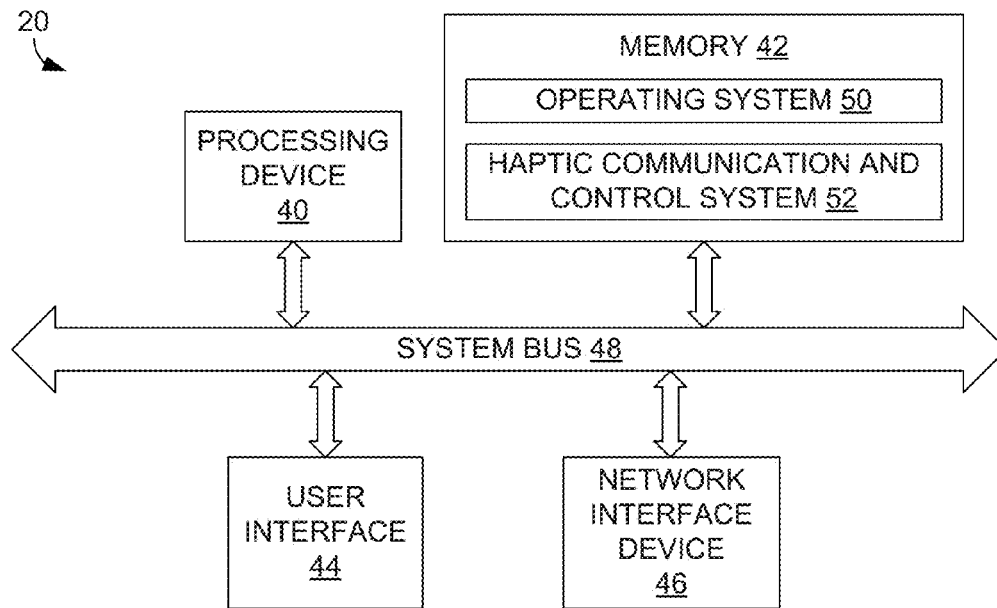 20
MEMORY 42
OPERATING SYSTEM 50
PROCESSING
DEVICE
40
HAPTIC COMMUNICATION AND
CONTROL SYSTEM 52
SYSTEM BUS 48
USER
INTERFACE
44
NETWORK
INTERFACE
DEVICE
46